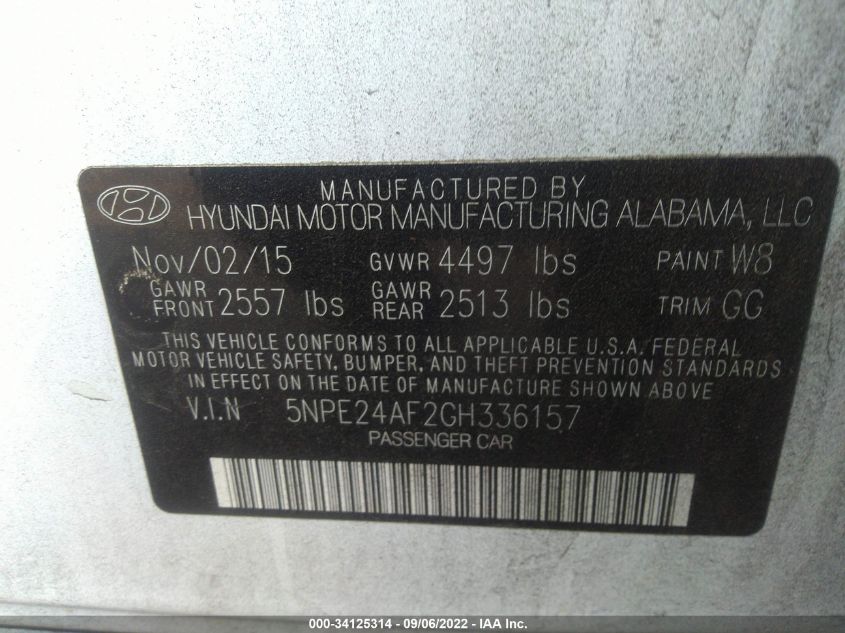 MANUFACTURED BY
HYUNDAI MOTOR MANUFACTURING ALABAMA, LLC
Nov/02/15 GVWR 4497 lbs PAINT W8
GAWR FRONT 2557 lbs GAWR REAR 2513 lbs TRIM GG
THIS VEHICLE CONFORMS TO ALL APPLICABLE U.S.A. FEDERAL
MOTOR VEHICLE SAFETY, BUMPER, AND THEFT PREVENTION STANDARDS
IN EFFECT ON THE DATE OF MANUFACTURE SHOWN ABOVE
V.I.N 5NPE24AF2GH336157
PASSENGER CAR
000-34125314 - 09/06/2022 - IAA Inc.